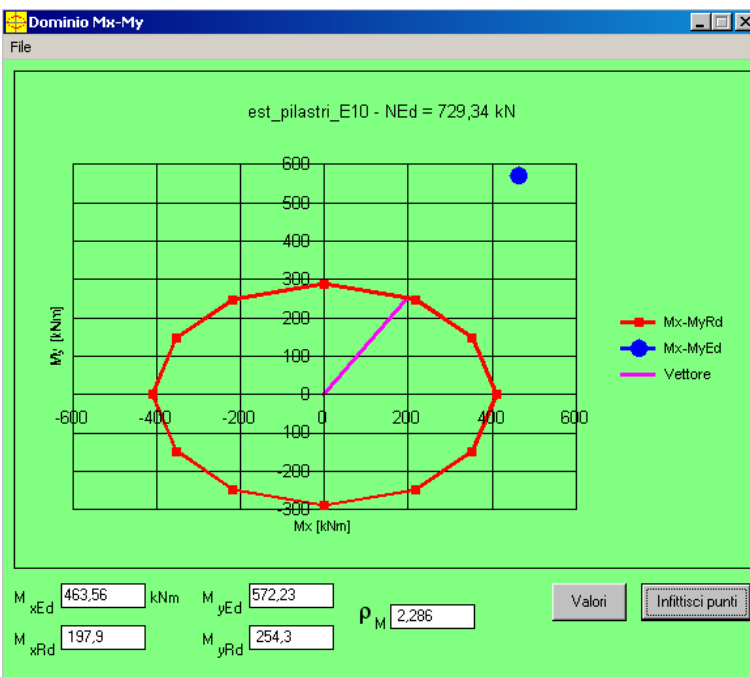 Dominio Mx-My
File
est_pilastri_E10 - NEd = 729,34 kN
600
500
400
300
200
100
0
-100
-200
-300
-600 -400 -200 0 200 400 600
My [kNm]
Mx [kNm]
Mx-MyRd
Mx-MyEd
Vettore
M xEd 463,56 kNm M yEd 572,23
ρ M 2,286
Valori Infittisci punti
M xRd 197,9 M yRd 254,3